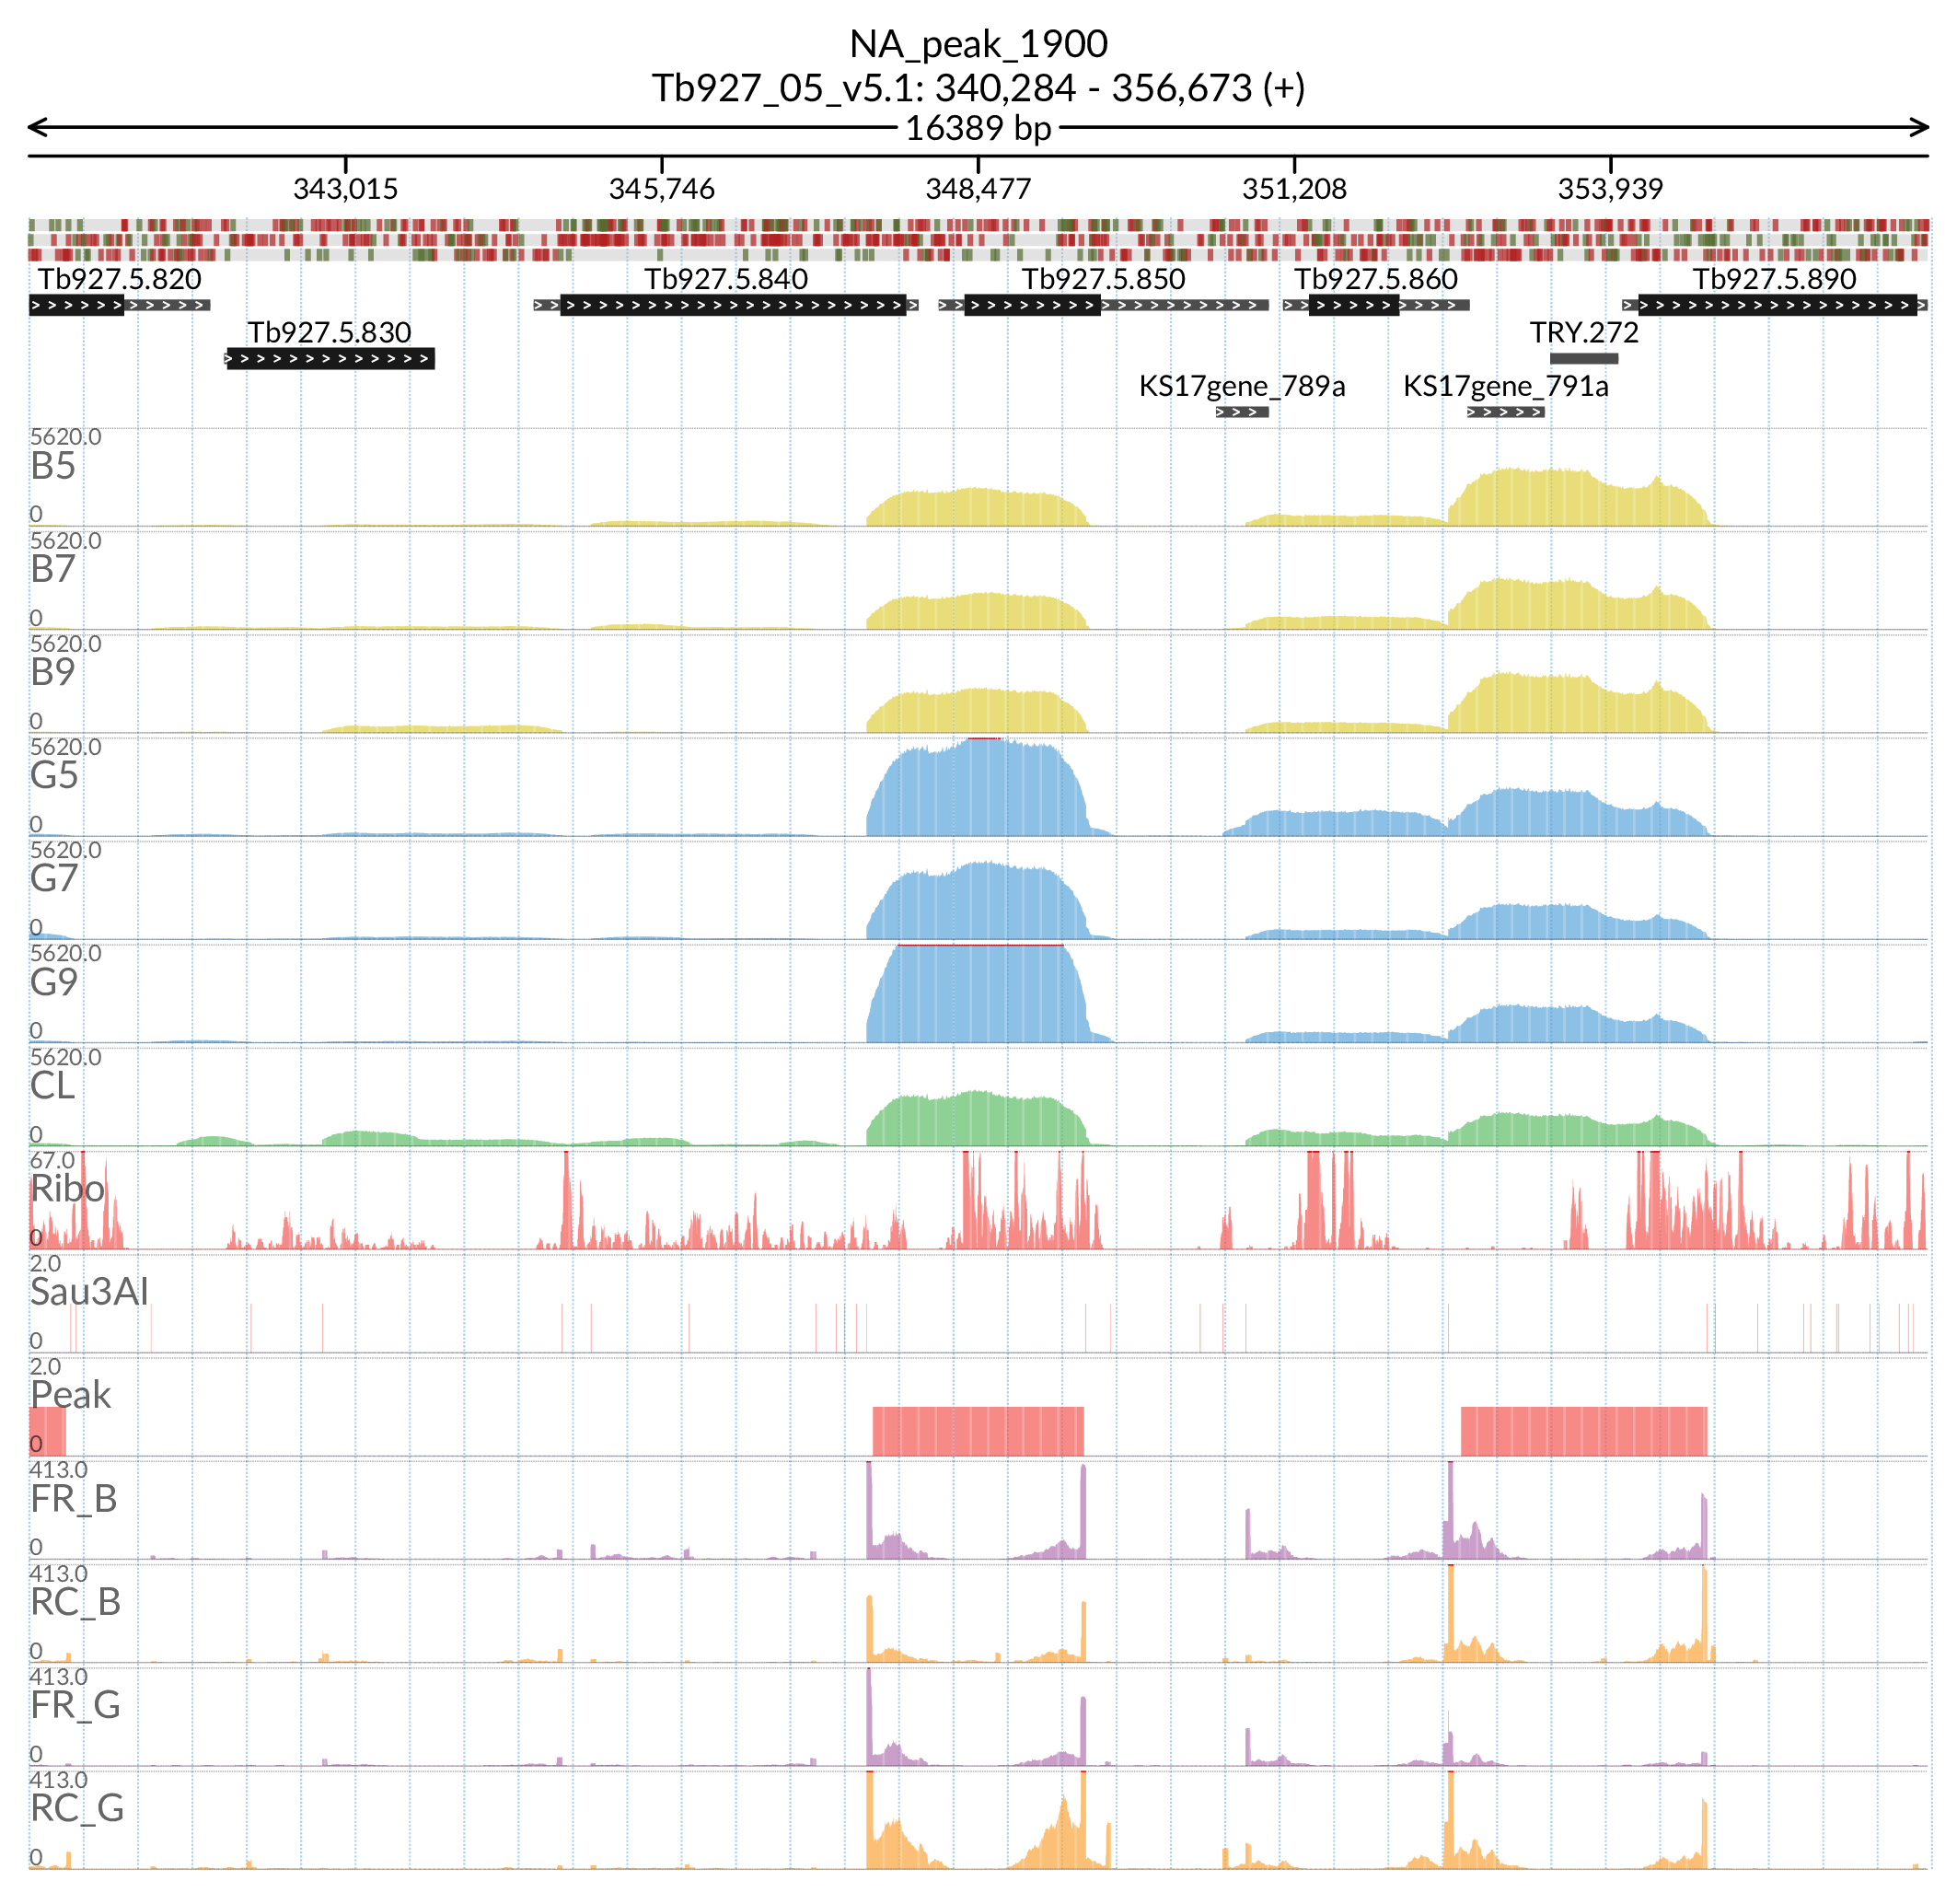 NA_peak_1900
Tb927_05_v5.1: 340,284 - 356,673 (+)
16389 bp
343,015 345,746 348,477 351,208 353,939
Tb927.5.820 Tb927.5.840 Tb927.5.850 Tb927.5.860 Tb927.5.890
Tb927.5.830 TRY.272
KS17gene_789a KS17gene_791a
5620.0
B5
0
5620.0
B7
0
5620.0
B9
0
5620.0
G5
0
5620.0
G7
0
5620.0
G9
0
5620.0
CL
0
67.0
Ribo
0
2.0
Sau3AI
0
2.0
Peak
0
413.0
FR_B
0
413.0
RC_B
0
413.0
FR_G
0
413.0
RC_G
0